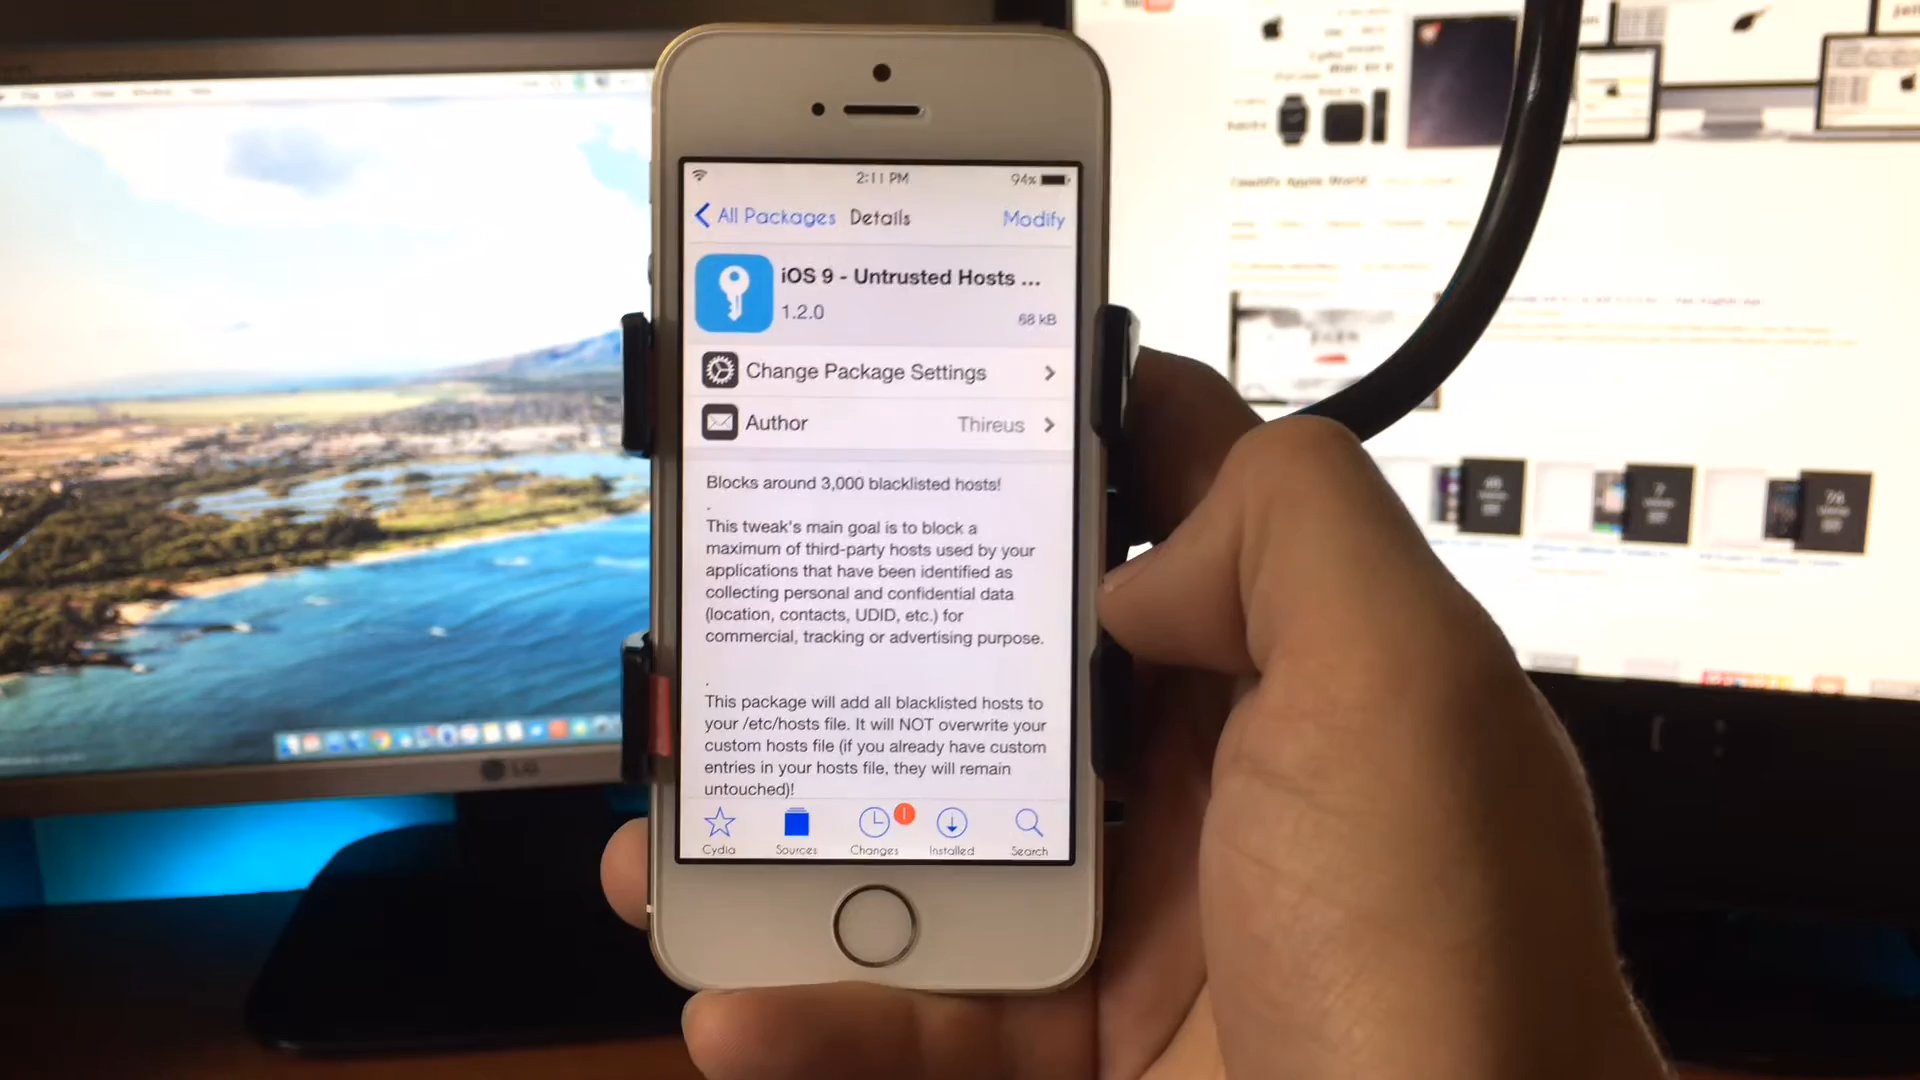 2:11 PM
94%
All Packages
Details
Modify
iOS 9 - Untrusted Hosts ...
1.2.0
68 kB
Change Package Settings
Author
Thireus
Blocks around 3,000 blacklisted hosts!
.
This tweak's main goal is to block a
maximum of third-party hosts used by your
applications that have been identified as
collecting personal and confidential data
(location, contacts, UDID, etc.) for
commercial, tracking or advertising purpose.
.
This package will add all blacklisted hosts to
your /etc/hosts file. It will NOT overwrite your
custom hosts file (if you already have custom
entries in your hosts file, they will remain
untouched)!
Cydia
Sources
Changes
1
Installed
Search
LG